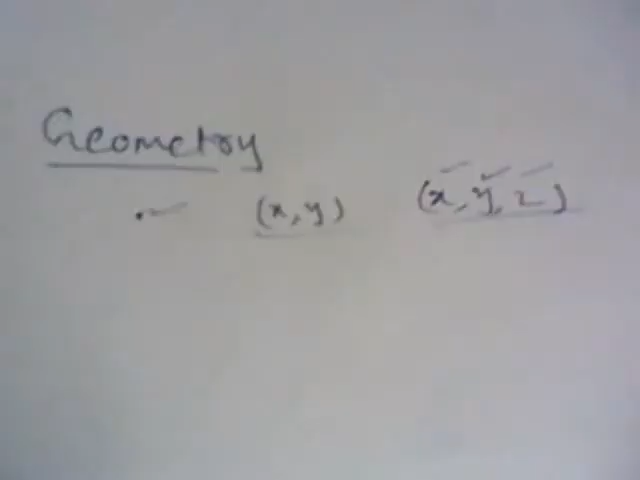 Geometry
. (x, y) (x, y, z)